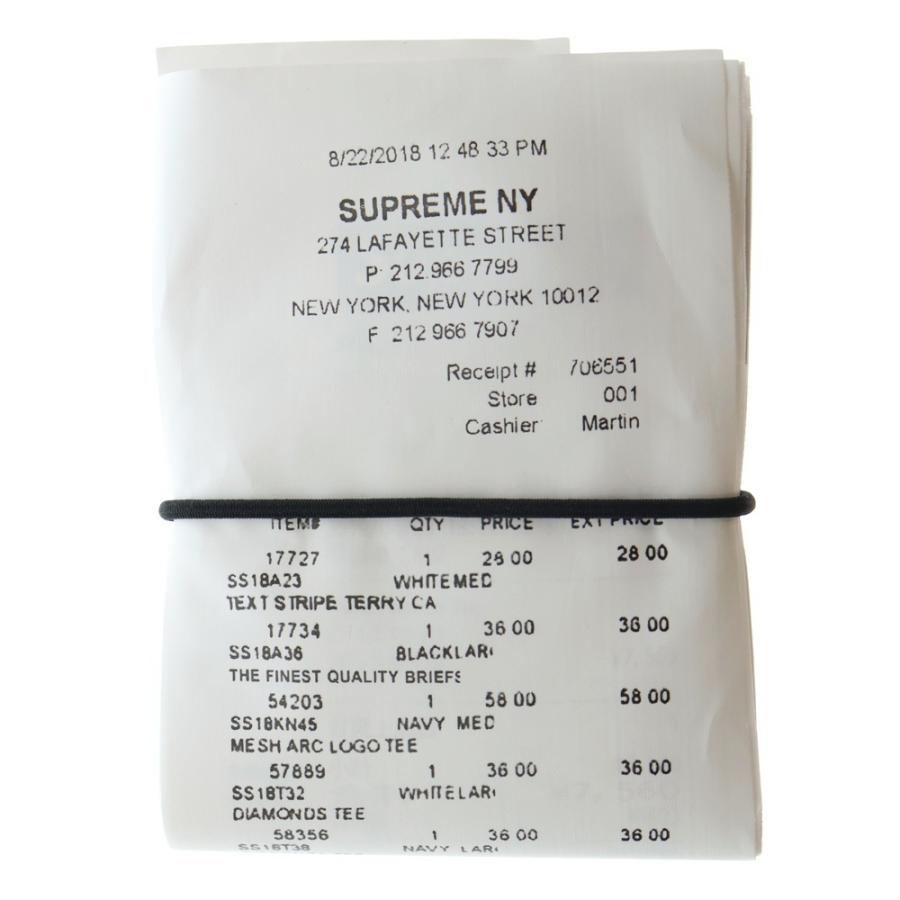 8/22/2018 12 48 33 PM
SUPREME NY
274 LAFAYETTE STREET
P 212.966 7799
NEW YORK, NEW YORK 10012
F 212 966 7907
Receipt # 706551
Store 001
Cashier Martin
ITEM# QTY PRICE EXT PRICE
17727 1 28 00 28 00
SS18A23 WHITE MED
TEXT STRIPE TERRY CA
17734 1 36 00 36 00
SS18A36 BLACK LAR
THE FINEST QUALITY BRIEFS
54203 1 58 00 58 00
SS18KN45 NAVY MED
MESH ARC LOGO TEE
57889 1 36 00 36 00
SS18T32 WHITE LAR
DIAMONDS TEE
58356 1 36 00 36 00
SS18T38 NAVY LAR